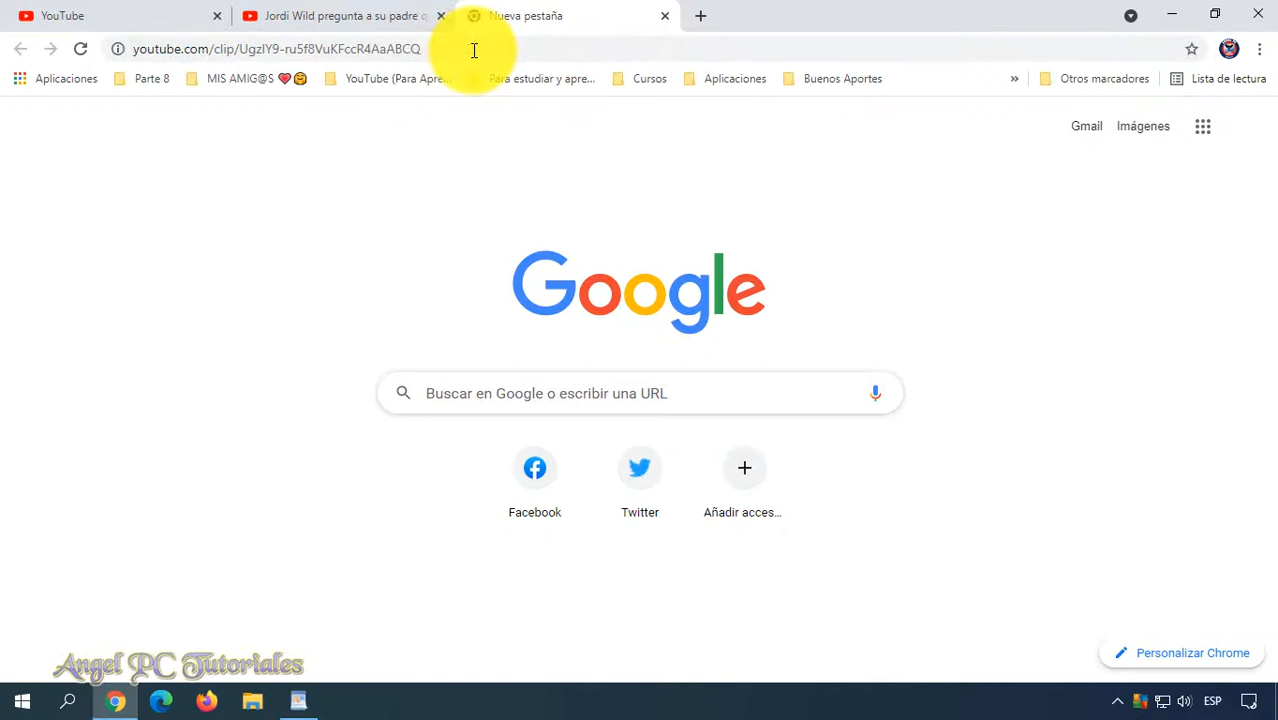 YouTube
Jordi Wild pregunta a su padre q
Nueva pestaña
youtube.com/clip/UgzIY9-ru5f8VuKFccR4AaABCQ
Aplicaciones
Parte 8
MIS AMIG@S ❤️🤗
YouTube (Para Apre...
Para estudiar y apre...
Cursos
Aplicaciones
Buenos Aportes
»
Otros marcadores
Lista de lectura
Gmail
Imágenes
Google
Buscar en Google o escribir una URL
Facebook
Twitter
Añadir acces...
Angel PC Tutoriales
Personalizar Chrome
ESP